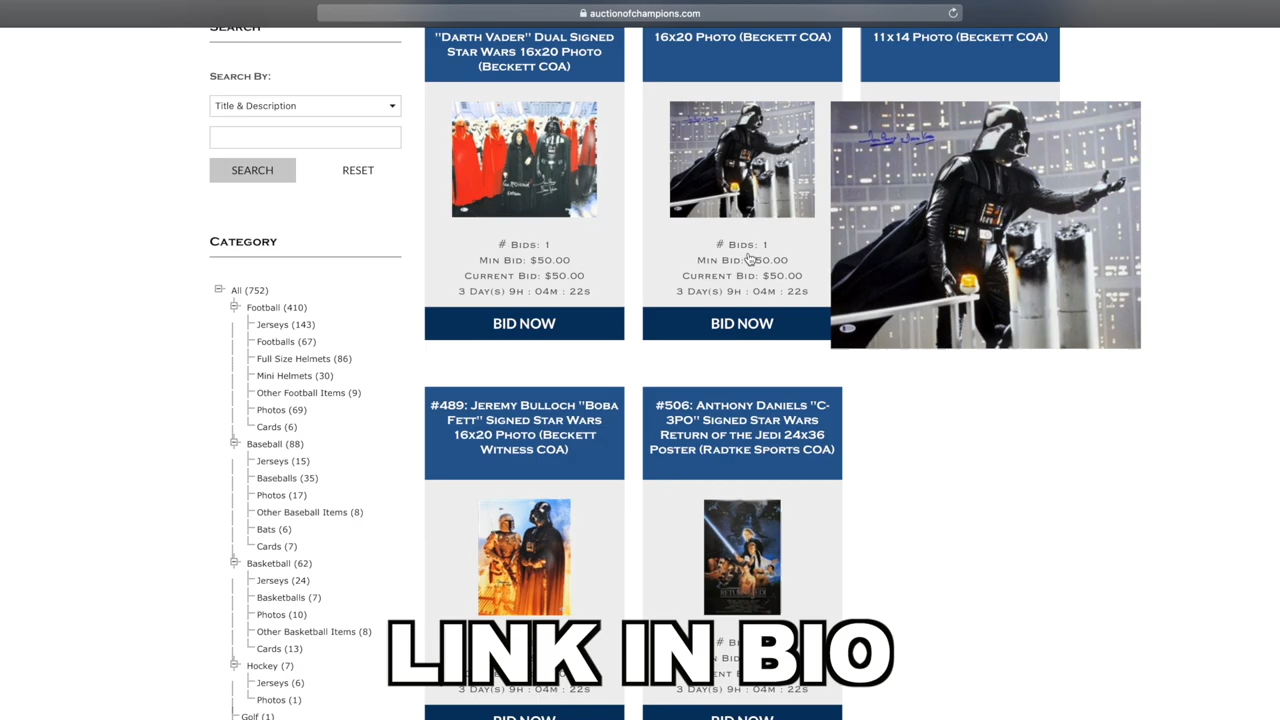 auctionofchampions.com
Search
Search By:
Title & Description
SEARCH
RESET
Category
All (752)
Football (410)
Jerseys (143)
Footballs (67)
Full Size Helmets (86)
Mini Helmets (30)
Other Football Items (9)
Photos (69)
Cards (6)
Baseball (88)
Jerseys (15)
Baseballs (35)
Photos (17)
Other Baseball Items (8)
Bats (6)
Cards (7)
Basketball (62)
Jerseys (24)
Basketballs (7)
Photos (10)
Other Basketball Items (8)
Cards (13)
Hockey (7)
Jerseys (6)
Photos (1)
Golf (1)
"Darth Vader" Dual Signed
Star Wars 16x20 Photo
(Beckett COA)
# Bids: 1
Min Bid: $50.00
Current Bid: $50.00
3 Day(s) 9h : 04m : 22s
BID NOW
16x20 Photo (Beckett COA)
# Bids: 1
Min Bid: $50.00
Current Bid: $50.00
3 Day(s) 9h : 04m : 22s
BID NOW
11x14 Photo (Beckett COA)
#489: Jeremy Bulloch "Boba
Fett" Signed Star Wars
16x20 Photo (Beckett
Witness COA)
3 Day(s) 9h : 04m : 22s
BID NOW
#506: Anthony Daniels "C-
3PO" Signed Star Wars
Return of the Jedi 24x36
Poster (Radtke Sports COA)
3 Day(s) 9h : 04m : 22s
BID NOW
LINK IN BIO